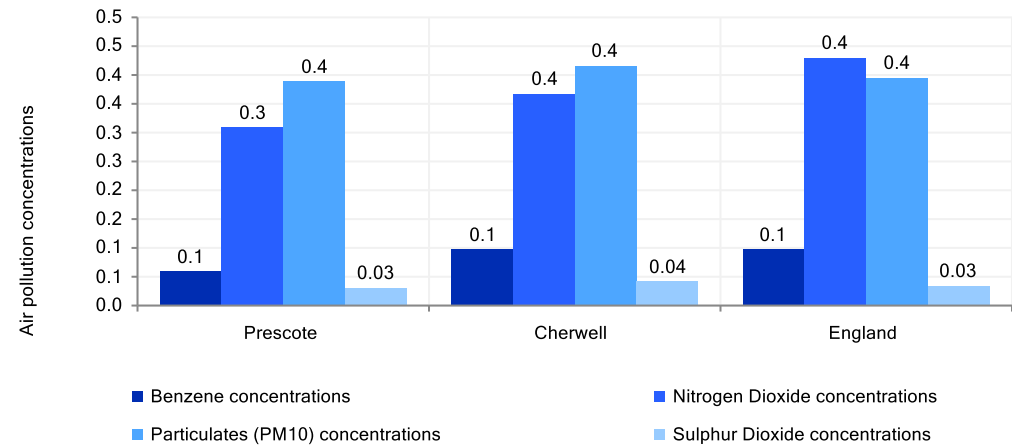 Air pollution concentrations
0.5
0.5
0.4
0.4
0.3
0.3
0.2
0.2
0.1
0.1
0.0
0.1
0.3
0.4
0.03
0.1
0.4
0.4
0.04
0.1
0.4
0.4
0.03
Prescote
Cherwell
England
Benzene concentrations
Nitrogen Dioxide concentrations
Particulates (PM10) concentrations
Sulphur Dioxide concentrations